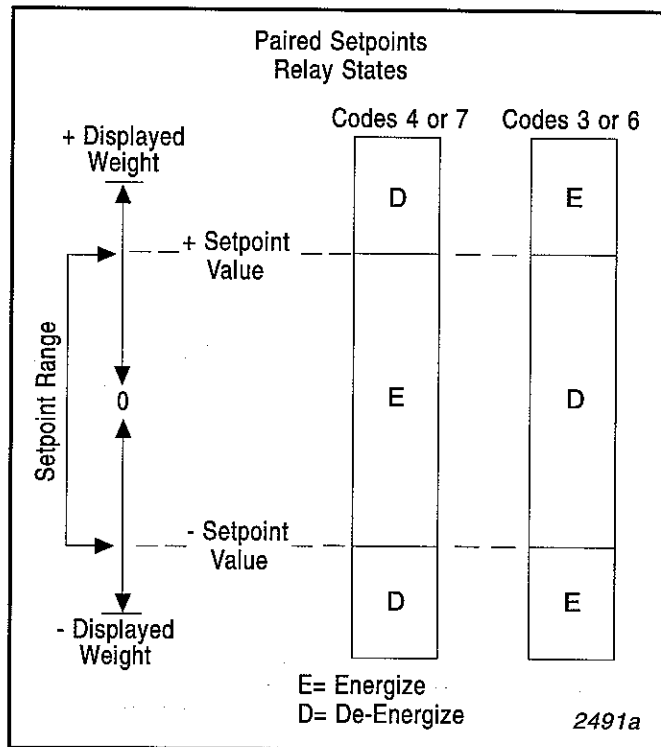 Paired Setpoints
Relay States
Codes 4 or 7
Codes 3 or 6
+ Displayed
Weight
D
E
+ Setpoint
Value
Setpoint Range
0
E
D
- Setpoint
Value
D
E
- Displayed
Weight
E= Energize
D= De-Energize
2491a